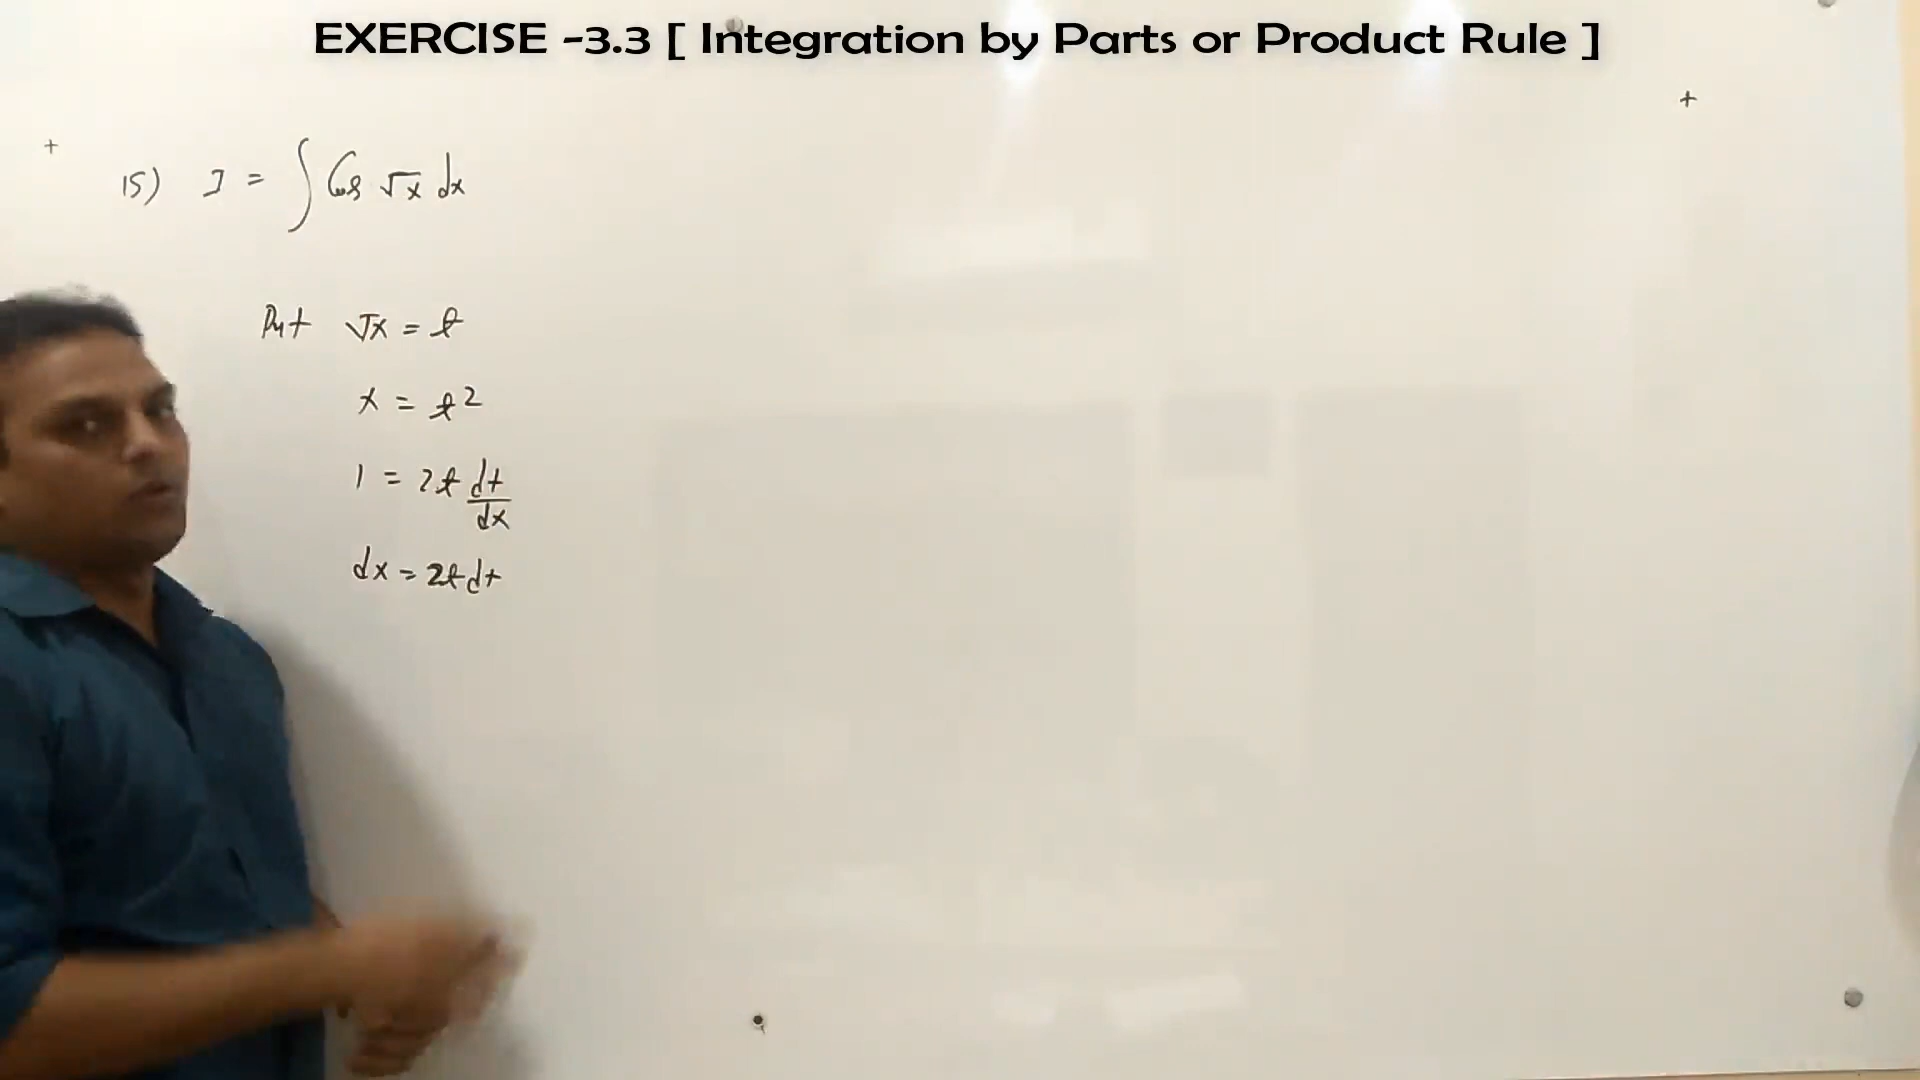 EXERCISE -3.3 [ Integration by Parts or Product Rule ]
15) I = ∫ Cos √x dx
Put √x = t
x = t²
1 = 2t dt/dx
dx = 2t dt